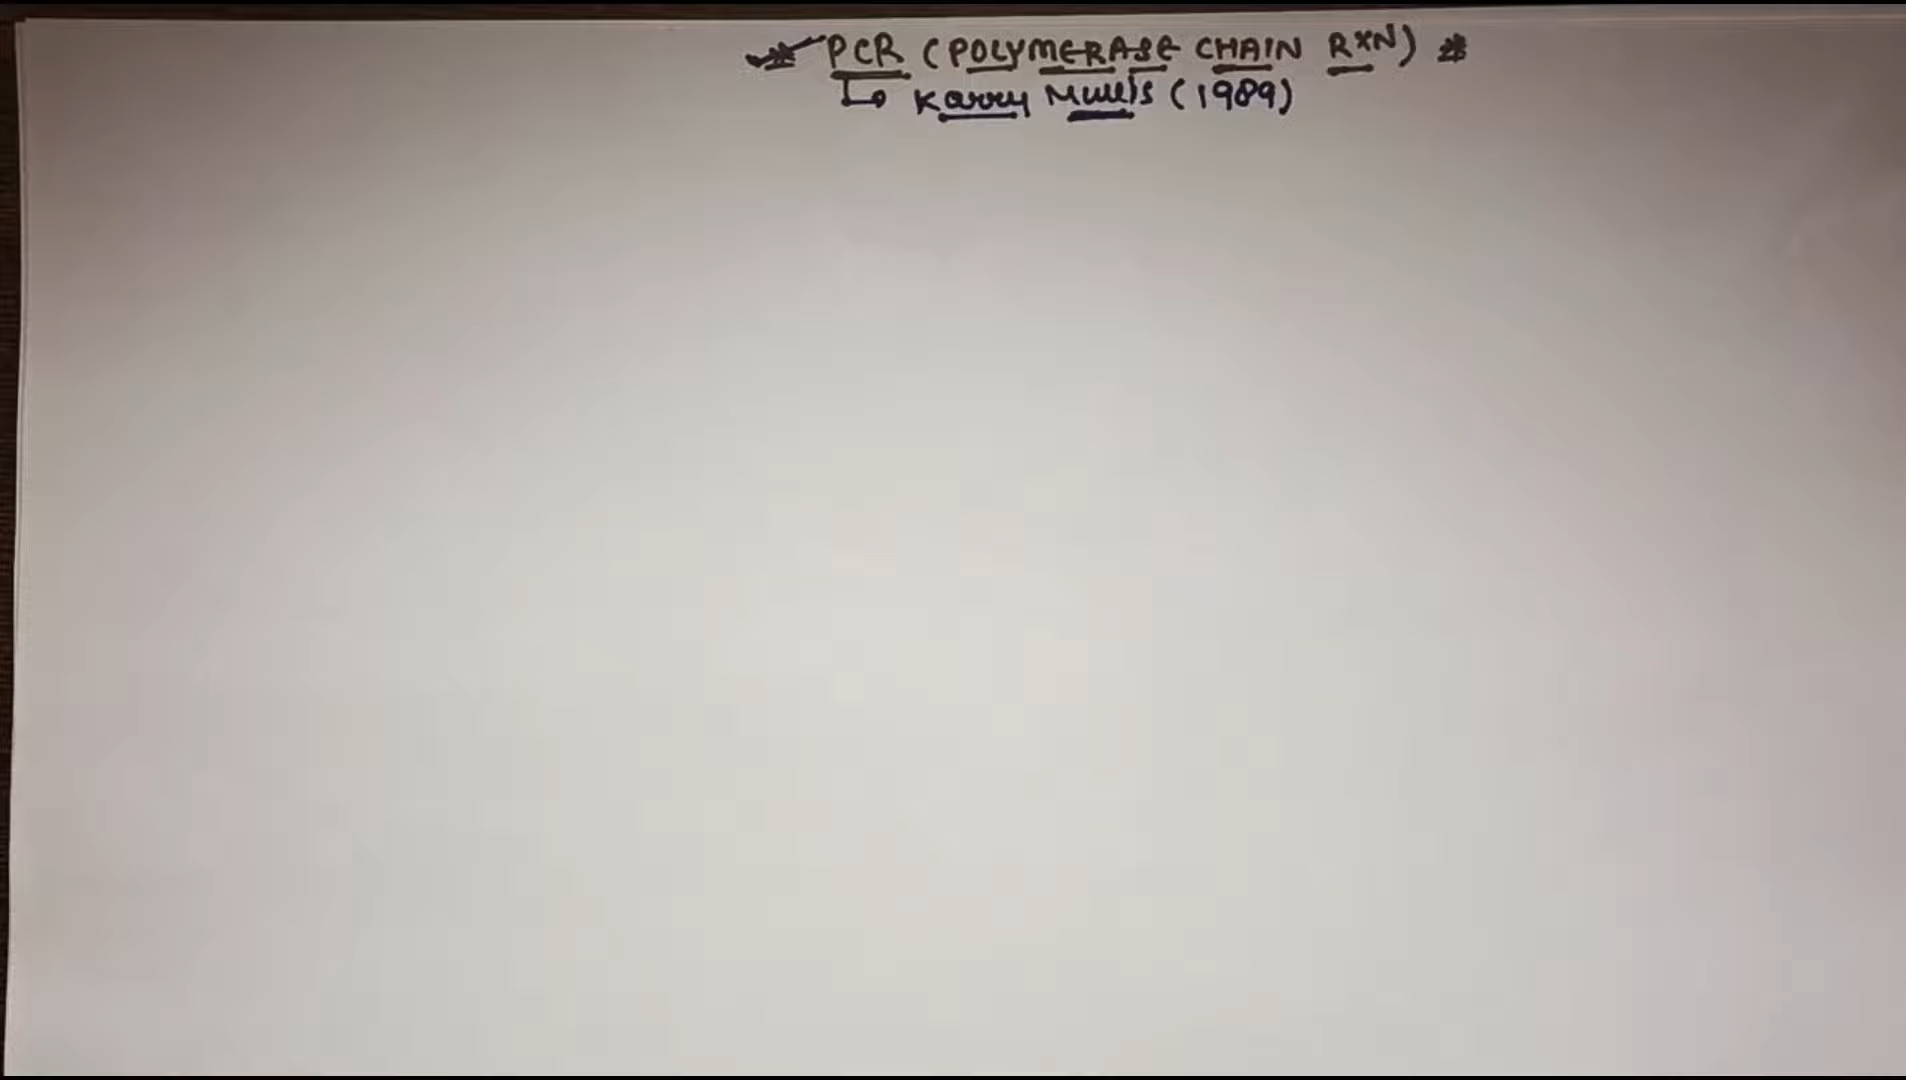 * PCR (POLYMERASE CHAIN RXN) *
Karry Mullis (1989)